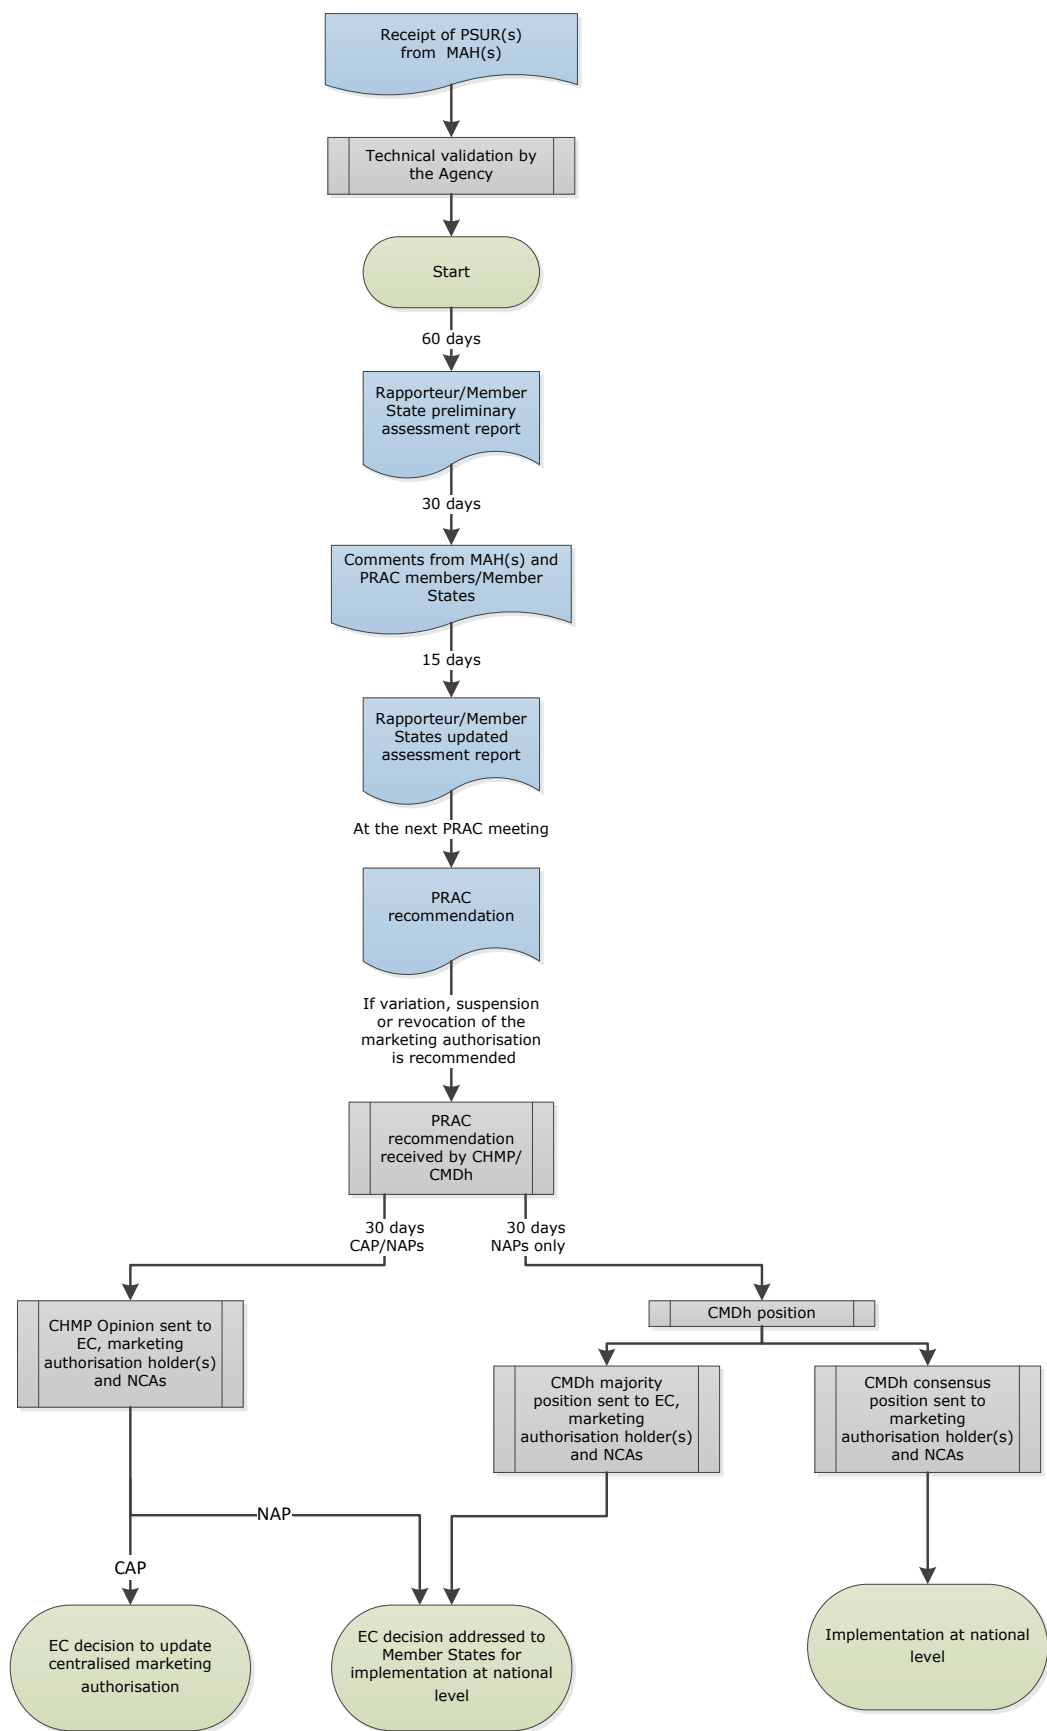 Receipt of PSUR(s)
from MAH(s)
Technical validation by
the Agency
Start
60 days
Rapporteur/Member
State preliminary
assessment report
30 days
Comments from MAH(s) and
PRAC members/Member
States
15 days
Rapporteur/Member
States updated
assessment report
At the next PRAC meeting
PRAC
recommendation
If variation, suspension
or revocation of the
marketing authorisation
is recommended
PRAC
recommendation
received by CHMP/
CMDh
30 days
CAP/NAPs
30 days
NAPs only
CHMP Opinion sent to
EC, marketing
authorisation holder(s)
and NCAs
CMDh position
CMDh majority
position sent to EC,
marketing
authorisation holder(s)
and NCAs
CMDh consensus
position sent to
marketing
authorisation holder(s)
and NCAs
NAP
CAP
EC decision to update
centralised marketing
authorisation
EC decision addressed to
Member States for
implementation at national
level
Implementation at national
level